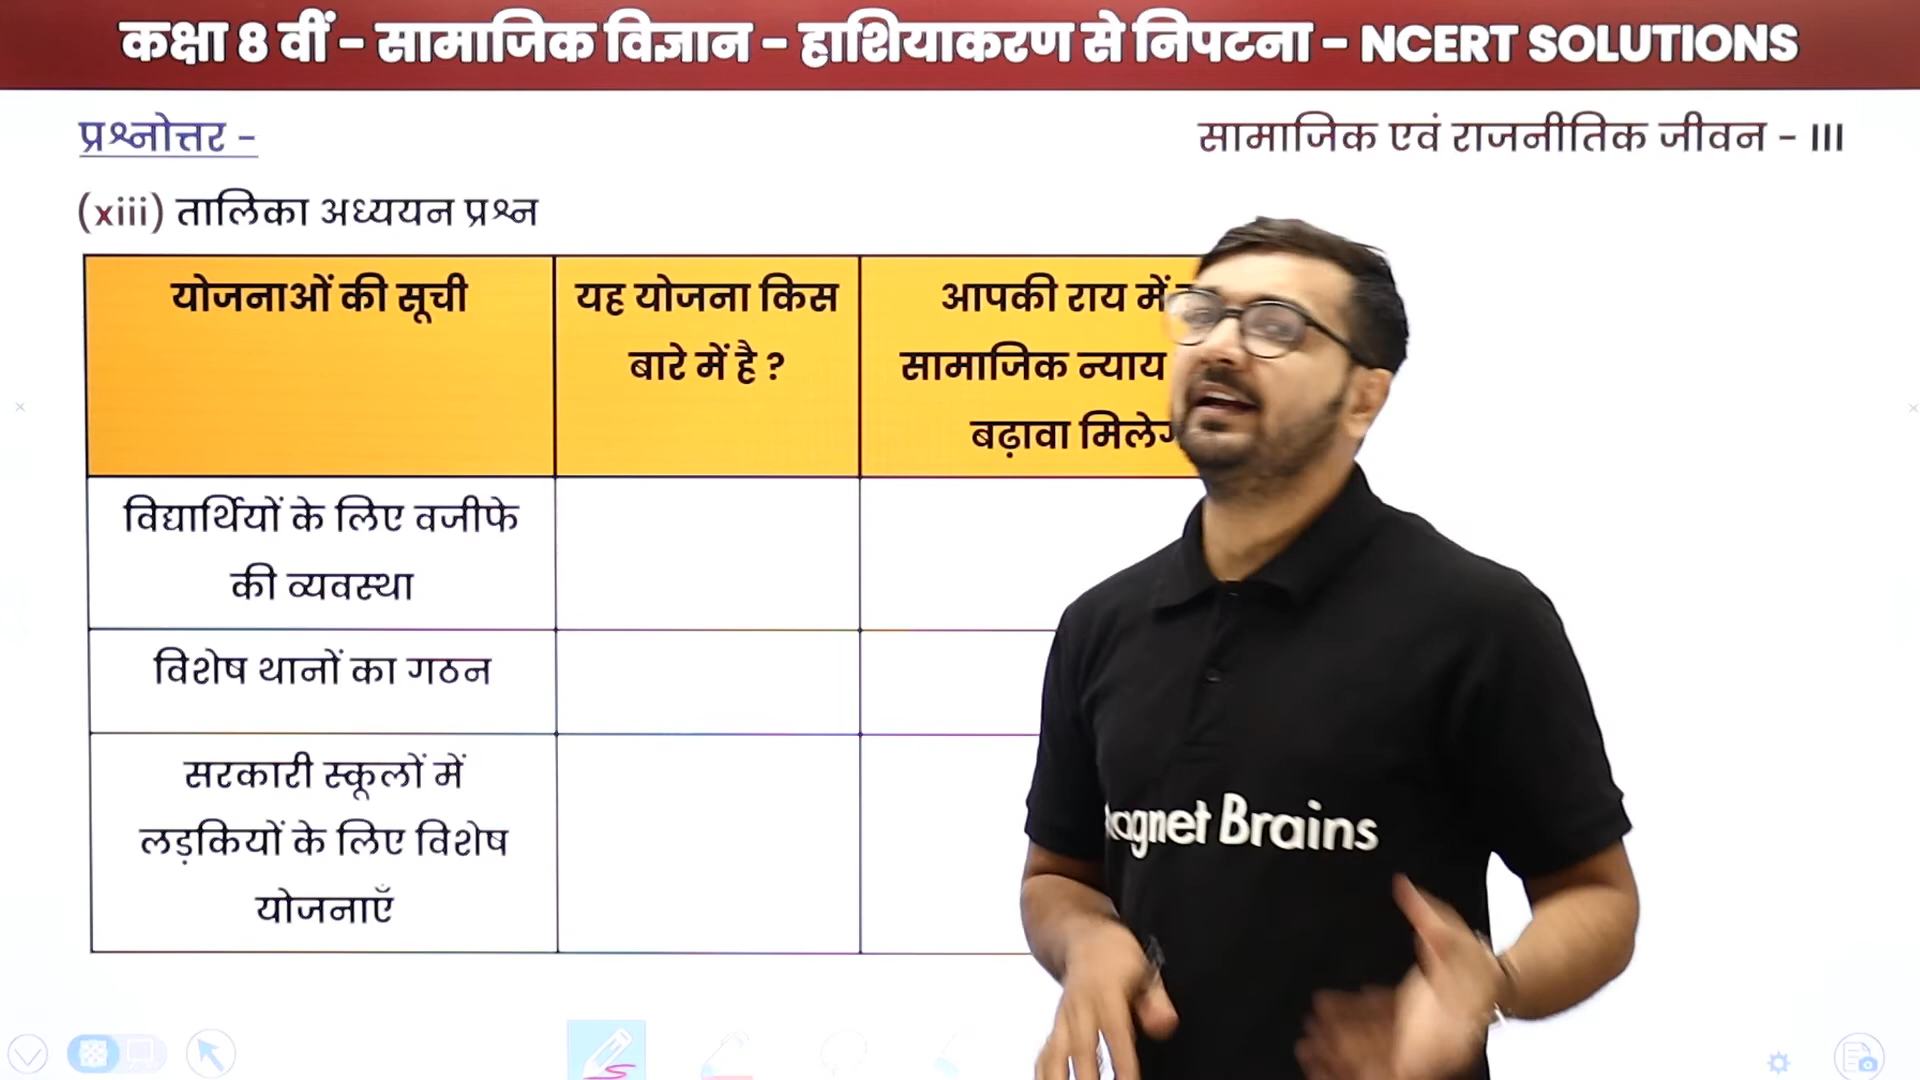 कक्षा 8 वीं - सामाजिक विज्ञान - हाशियाकरण से निपटना - NCERT SOLUTIONS
प्रश्नोत्तर -
सामाजिक एवं राजनीतिक जीवन - III
(xiii) तालिका अध्ययन प्रश्न
योजनाओं की सूची
यह योजना किस
बारे में है ?
आपकी राय में
सामाजिक न्याय
बढ़ावा
विद्यार्थियों के लिए वजीफे
की व्यवस्था
विशेष थानों का गठन
सरकारी स्कूलों में
लड़कियों के लिए विशेष
योजनाएँ
Brains